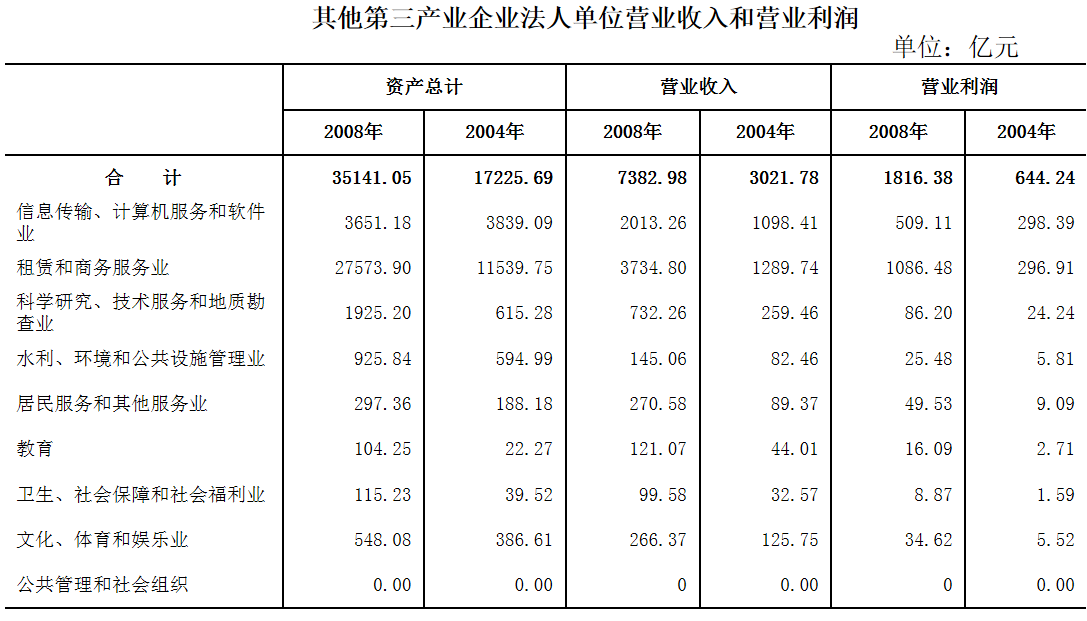 其他第三产业企业法人单位营业收入和营业利润
单位：亿元
资产总计 营业收入 营业利润
2008年 2004年 2008年 2004年 2008年 2004年
合 计 35141.05 17225.69 7382.98 3021.78 1816.38 644.24
信息传输、计算机服务和软件
业 3651.18 3839.09 2013.26 1098.41 509.11 298.39
租赁和商务服务业 27573.90 11539.75 3734.80 1289.74 1086.48 296.91
科学研究、技术服务和地质勘
查业 1925.20 615.28 732.26 259.46 86.20 24.24
水利、环境和公共设施管理业 925.84 594.99 145.06 82.46 25.48 5.81
居民服务和其他服务业 297.36 188.18 270.58 89.37 49.53 9.09
教育 104.25 22.27 121.07 44.01 16.09 2.71
卫生、社会保障和社会福利业 115.23 39.52 99.58 32.57 8.87 1.59
文化、体育和娱乐业 548.08 386.61 266.37 125.75 34.62 5.52
公共管理和社会组织 0.00 0.00 0 0.00 0 0.00